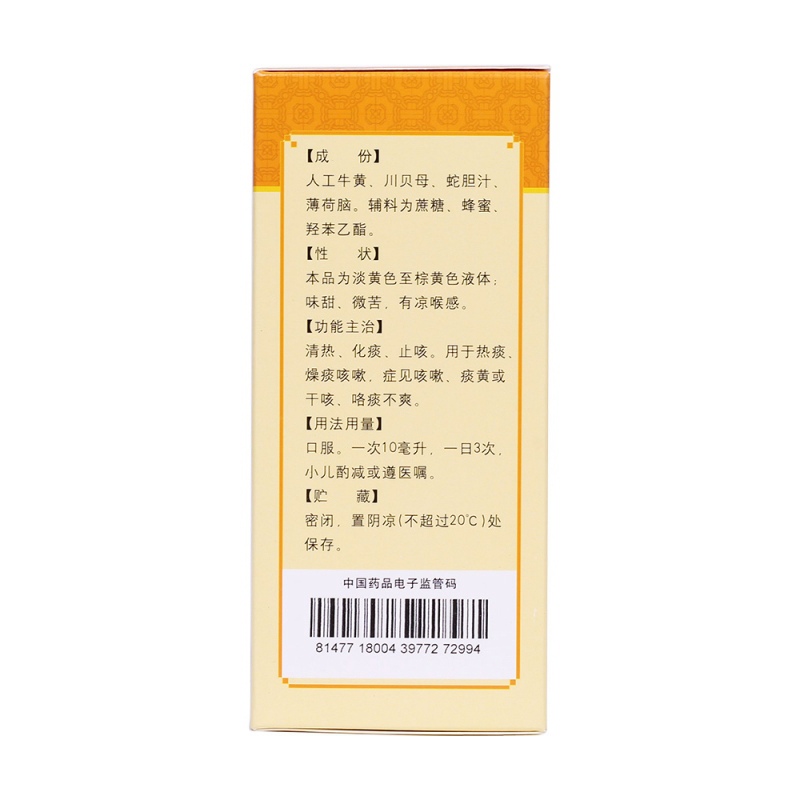 【成 份】
人工牛黄、川贝母、蛇胆汁、
薄荷脑。辅料为蔗糖、蜂蜜、
羟苯乙酯。
【性 状】
本品为淡黄色至棕黄色液体;
味甜、微苦,有凉喉感。
【功能主治】
清热、化痰、止咳。用于热痰、
燥痰咳嗽,症见咳嗽、痰黄或
干咳、咯痰不爽。
【用法用量】
口服。一次10毫升,一日3次,
小儿酌减或遵医嘱。
【贮 藏】
密闭,置阴凉(不超过20℃)处
保存。
中国药品电子监管码
81477 18004 39772 72994